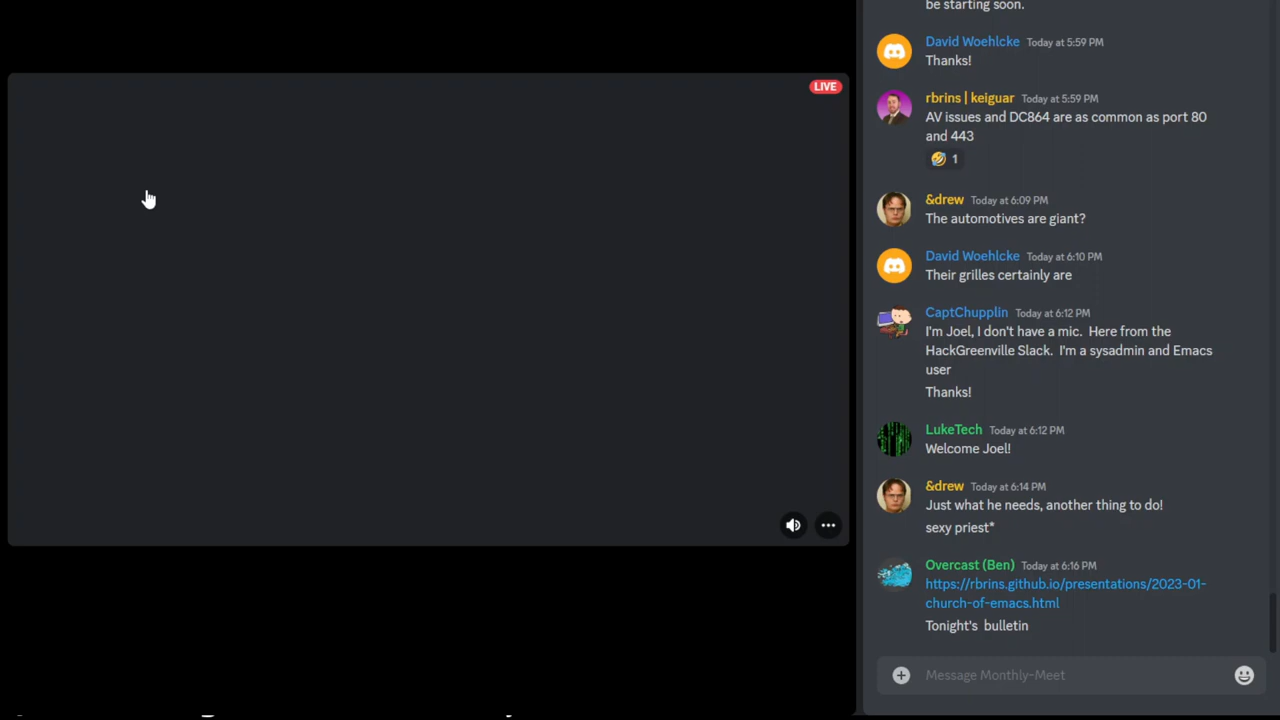 be starting soon.
LIVE
David Woehlcke Today at 5:59 PM
Thanks!
rbrins | keiguar Today at 5:59 PM
AV issues and DC864 are as common as port 80
and 443
🤣 1
&drew Today at 6:09 PM
The automotives are giant?
David Woehlcke Today at 6:10 PM
Their grilles certainly are
CaptChupplin Today at 6:12 PM
I'm Joel, I don't have a mic. Here from the
HackGreenville Slack. I'm a sysadmin and Emacs
user
Thanks!
LukeTech Today at 6:12 PM
Welcome Joel!
&drew Today at 6:14 PM
Just what he needs, another thing to do!
sexy priest*
Overcast (Ben) Today at 6:16 PM
https://rbrins.github.io/presentations/2023-01-
church-of-emacs.html
Tonight's bulletin
Message Monthly-Meet